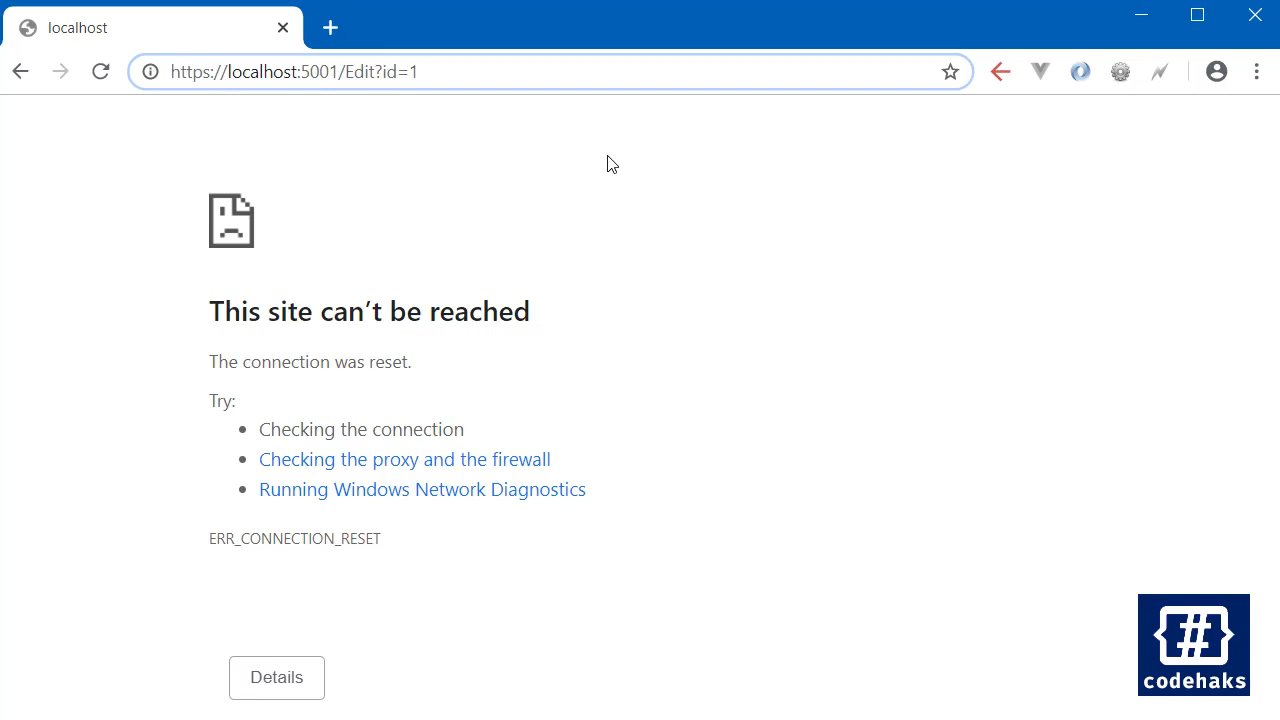 localhost
https://localhost:5001/Edit?id=1
This site can’t be reached
The connection was reset.
Try:
Checking the connection
Checking the proxy and the firewall
Running Windows Network Diagnostics
ERR_CONNECTION_RESET
Details
{#}
codehaks